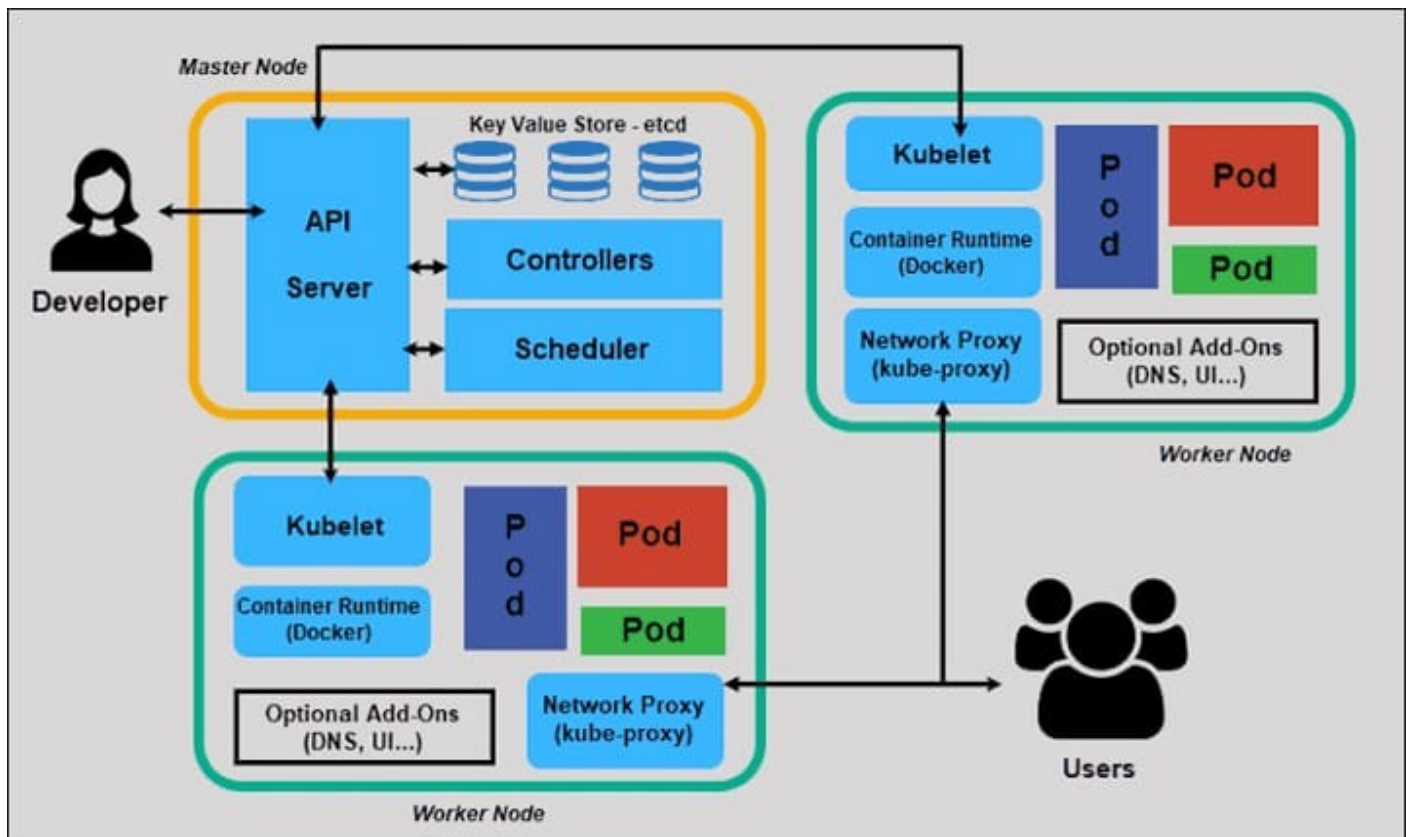 Master Node
Key Value Store - etcd
API
Server
Controllers
Scheduler
Developer
Kubelet
Container Runtime
(Docker)
Network Proxy
(kube-proxy)
Pod
Pod
Pod
Optional Add-Ons
(DNS, UI...)
Worker Node
Kubelet
Container Runtime
(Docker)
Pod
Pod
Pod
Optional Add-Ons
(DNS, UI...)
Network Proxy
(kube-proxy)
Worker Node
Users